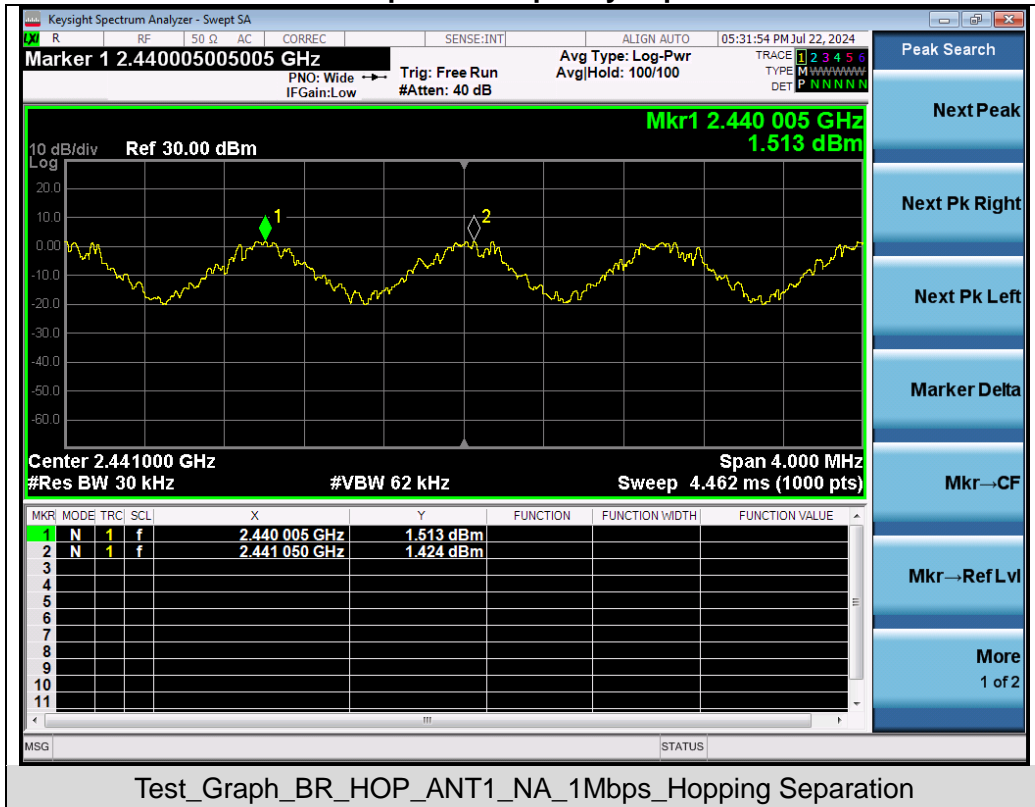 Keysight Spectrum Analyzer - Swept SA
LXI R RF 50 Ω AC CORREC SENSE:INT ALIGN AUTO 05:31:54 PM Jul 22, 2024
Marker 1 2.440005005005 GHz
PNO: Wide
IFGain:Low
Trig: Free Run
#Atten: 40 dB
Avg Type: Log-Pwr
Avg|Hold: 100/100
TRACE 1 2 3 4 5 6
TYPE M WWWWW
DET P N N N N N
Peak Search
Next Peak
Next Pk Right
Next Pk Left
Marker Delta
Mkr→CF
Mkr→Ref Lvl
More
1 of 2
Mkr1 2.440 005 GHz
1.513 dBm
10 dB/div Ref 30.00 dBm
Log
20.0
10.0
0.00
-10.0
-20.0
-30.0
-40.0
-50.0
-60.0
1
2
Center 2.441000 GHz Span 4.000 MHz
#Res BW 30 kHz #VBW 62 kHz Sweep 4.462 ms (1000 pts)
MKR MODE TRC SCL X Y FUNCTION FUNCTION WIDTH FUNCTION VALUE
1 N 1 f 2.440 005 GHz 1.513 dBm
2 N 1 f 2.441 050 GHz 1.424 dBm
3
4
5
6
7
8
9
10
11
MSG STATUS
Test_Graph_BR_HOP_ANT1_NA_1Mbps_Hopping Separation